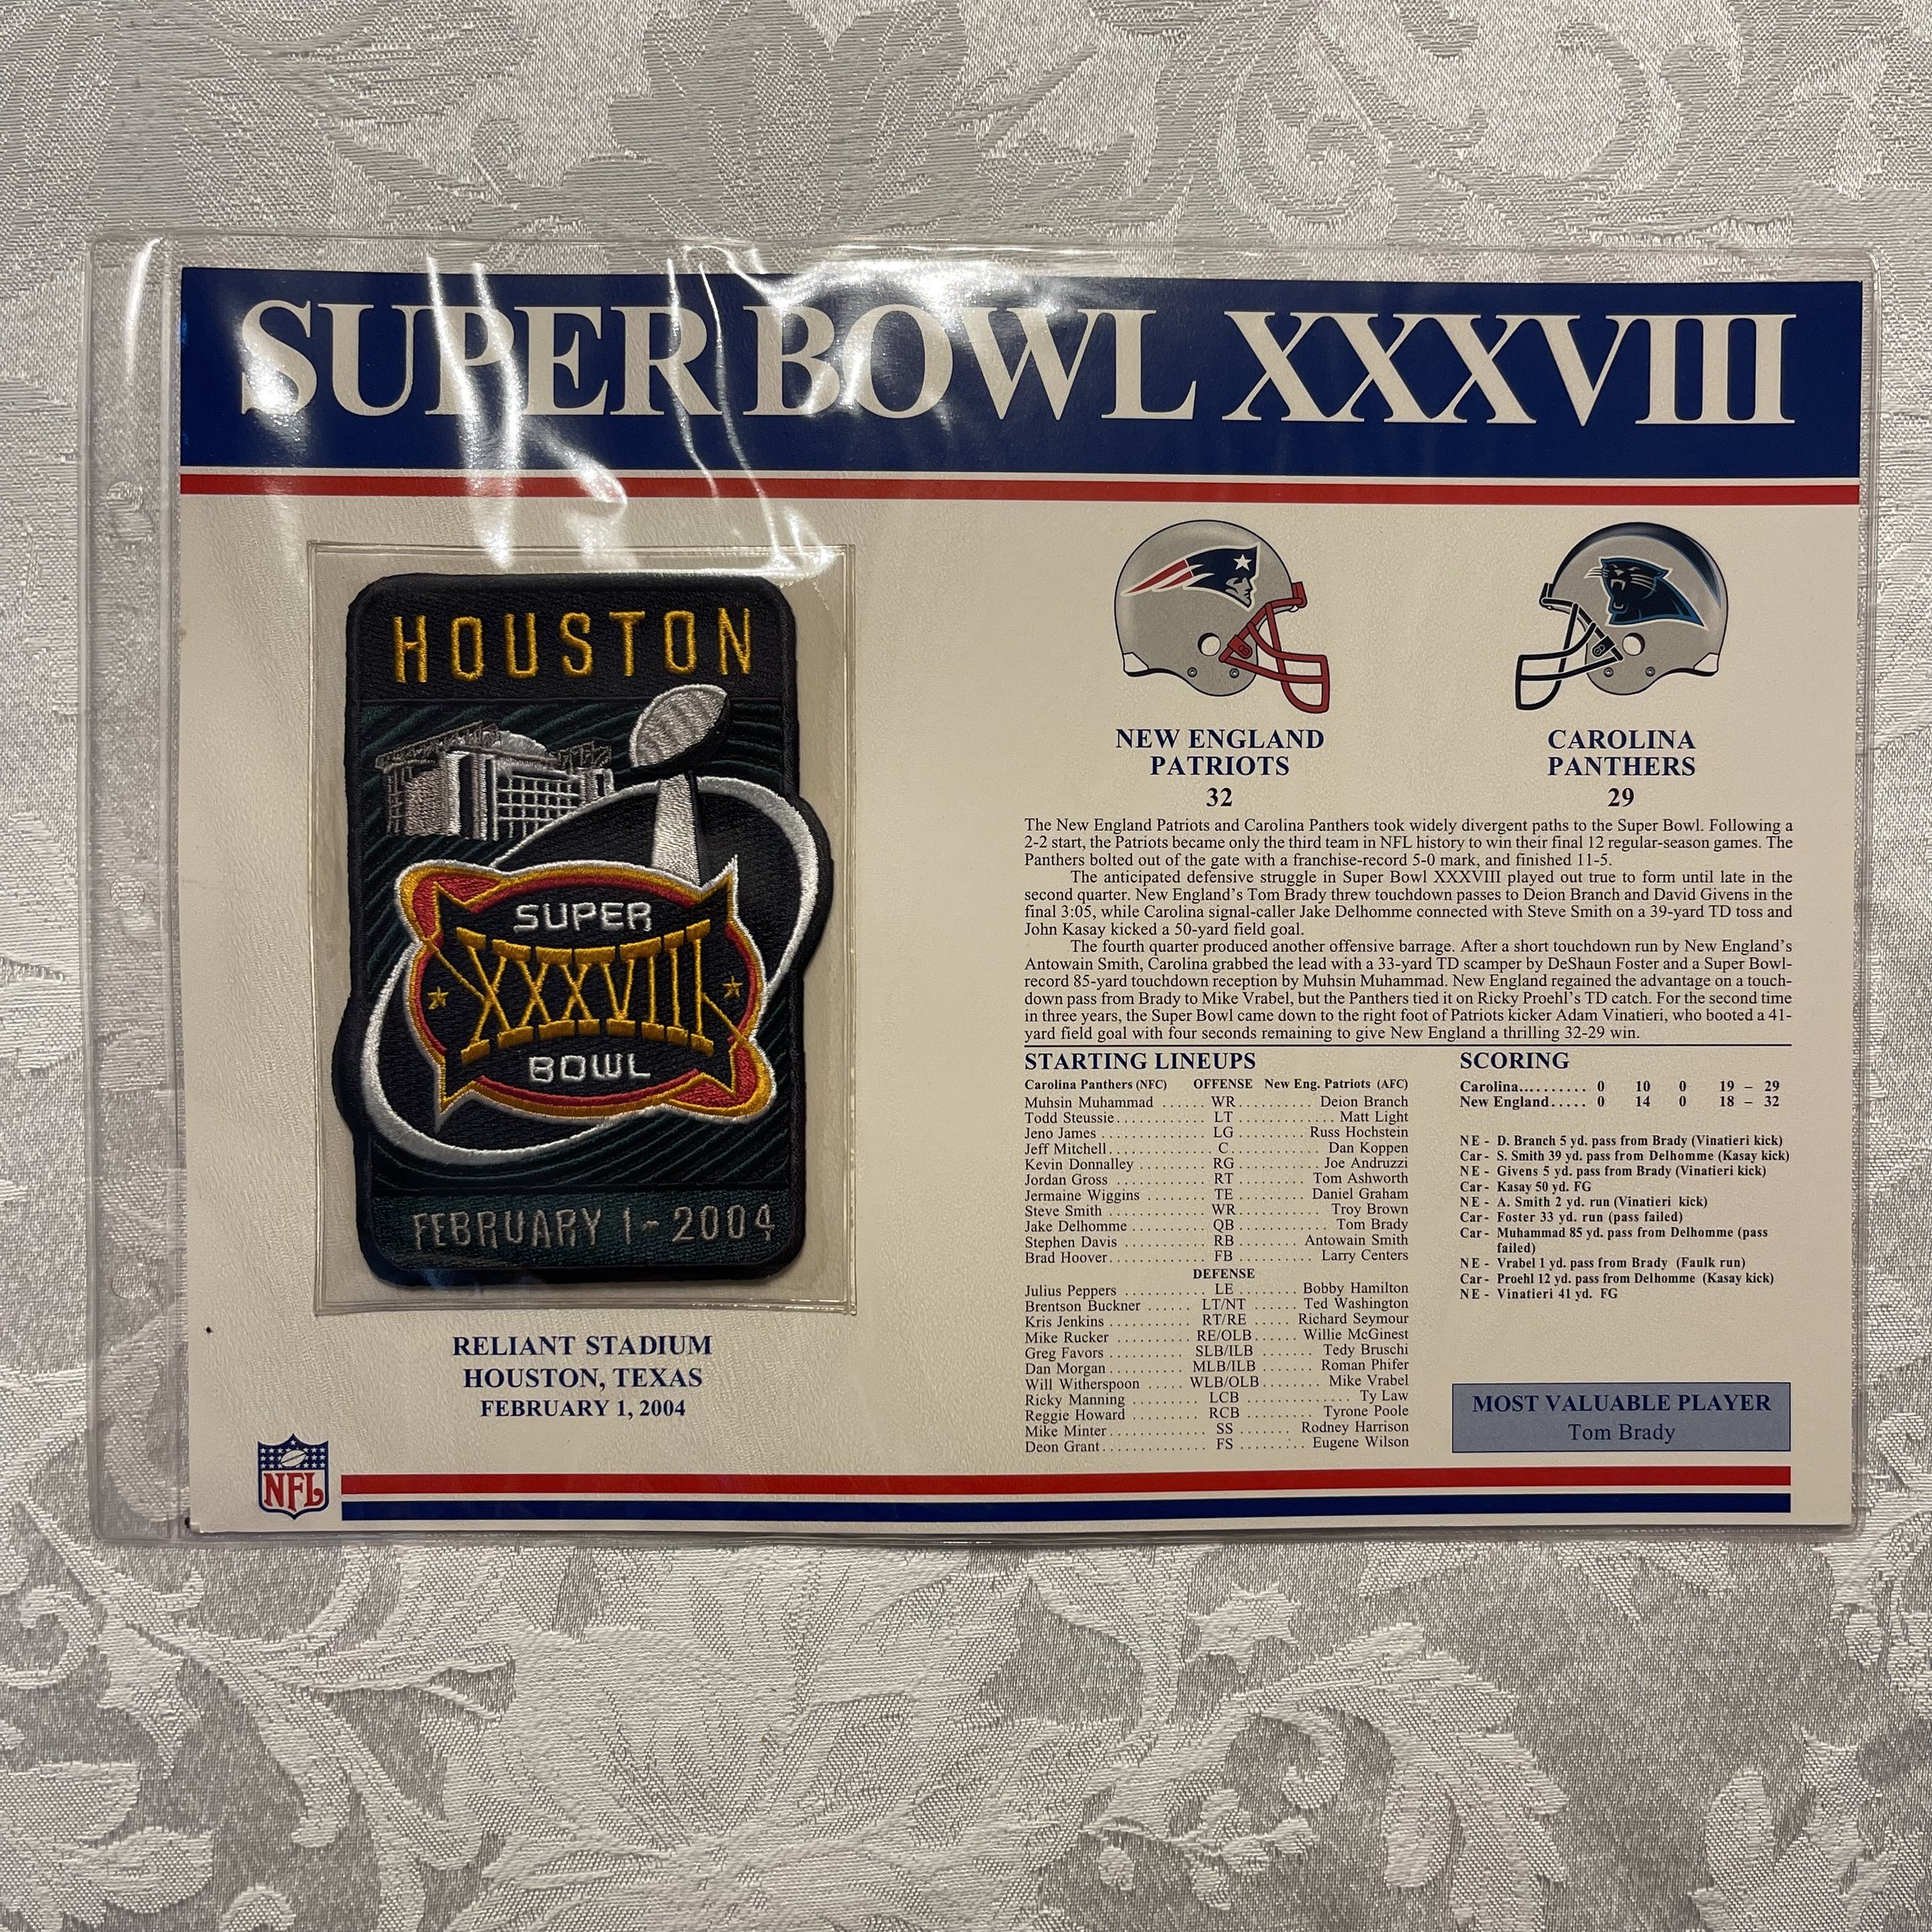 SUPER BOWL XXXVIII
HOUSTON
SUPER
XXXVIII
BOWL
FEBRUARY 1 - 2004
RELIANT STADIUM
HOUSTON, TEXAS
FEBRUARY 1, 2004
NFL
NEW ENGLAND
PATRIOTS
32
CAROLINA
PANTHERS
29
The New England Patriots and Carolina Panthers took widely divergent paths to the Super Bowl. Following a
2-2 start, the Patriots became only the third team in NFL history to win their final 12 regular-season games. The
Panthers bolted out of the gate with a franchise-record 5-0 mark, and finished 11-5.
The anticipated defensive struggle in Super Bowl XXXVIII played out true to form until late in the
second quarter. New England's Tom Brady threw touchdown passes to Deion Branch and David Givens in the
final 3:05, while Carolina signal-caller Jake Delhomme connected with Steve Smith on a 39-yard TD toss and
John Kasay kicked a 50-yard field goal.
The fourth quarter produced another offensive barrage. After a short touchdown run by New England's
Antowain Smith, Carolina grabbed the lead with a 33-yard TD scamper by DeShaun Foster and a Super Bowl-
record 85-yard touchdown reception by Muhsin Muhammad. New England regained the advantage on a touch-
down pass from Brady to Mike Vrabel, but the Panthers tied it on Ricky Proehl's TD catch. For the second time
in three years, the Super Bowl came down to the right foot of Patriots kicker Adam Vinatieri, who booted a 41-
yard field goal with four seconds remaining to give New England a thrilling 32-29 win.
STARTING LINEUPS
Carolina Panthers (NFC) OFFENSE New Eng. Patriots (AFC)
Muhsin Muhammad ...... WR .......... Deion Branch
Todd Steussie ............ LT ............ Matt Light
Jeno James .............. LG ......... Russ Hochstein
Jeff Mitchell ............. C ............. Dan Koppen
Kevin Donnalley ......... RG .......... Joe Andruzzi
Jordan Gross ............ RT ......... Tom Ashworth
Jermaine Wiggins ........ TE ......... Daniel Graham
Steve Smith ............. WR ............ Troy Brown
Jake Delhomme .......... QB ............ Tom Brady
Stephen Davis ........... RB ........ Antowain Smith
Brad Hoover ............. FB .......... Larry Centers
DEFENSE
Julius Peppers ........... LE ........ Bobby Hamilton
Brentson Buckner ...... LT/NT ...... Ted Washington
Kris Jenkins ........... RT/RE ..... Richard Seymour
Mike Rucker .......... RE/OLB ..... Willie McGinest
Greg Favors .......... SLB/ILB ....... Tedy Bruschi
Dan Morgan .......... MLB/ILB ....... Roman Phifer
Will Witherspoon ..... WLB/OLB ........ Mike Vrabel
Ricky Manning .......... LCB .............. Ty Law
Reggie Howard .......... RCB ......... Tyrone Poole
Mike Minter ............. SS ........ Rodney Harrison
Deon Grant .............. FS ......... Eugene Wilson
SCORING
Carolina.......... 0 10 0 19 – 29
New England..... 0 14 0 18 – 32
NE - D. Branch 5 yd. pass from Brady (Vinatieri kick)
Car - S. Smith 39 yd. pass from Delhomme (Kasay kick)
NE - Givens 5 yd. pass from Brady (Vinatieri kick)
Car - Kasay 50 yd. FG
NE - A. Smith 2 yd. run (Vinatieri kick)
Car - Foster 33 yd. run (pass failed)
Car - Muhammad 85 yd. pass from Delhomme (pass
failed)
NE - Vrabel 1 yd. pass from Brady (Faulk run)
Car - Proehl 12 yd. pass from Delhomme (Kasay kick)
NE - Vinatieri 41 yd. FG
MOST VALUABLE PLAYER
Tom Brady